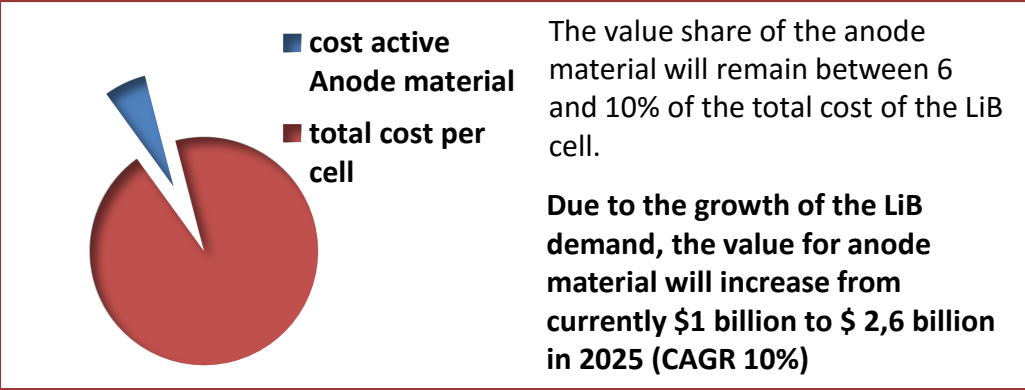 cost active
Anode material
total cost per
cell
The value share of the anode
material will remain between 6
and 10% of the total cost of the LiB
cell.
Due to the growth of the LiB
demand, the value for anode
material will increase from
currently $1 billion to $ 2,6 billion
in 2025 (CAGR 10%)